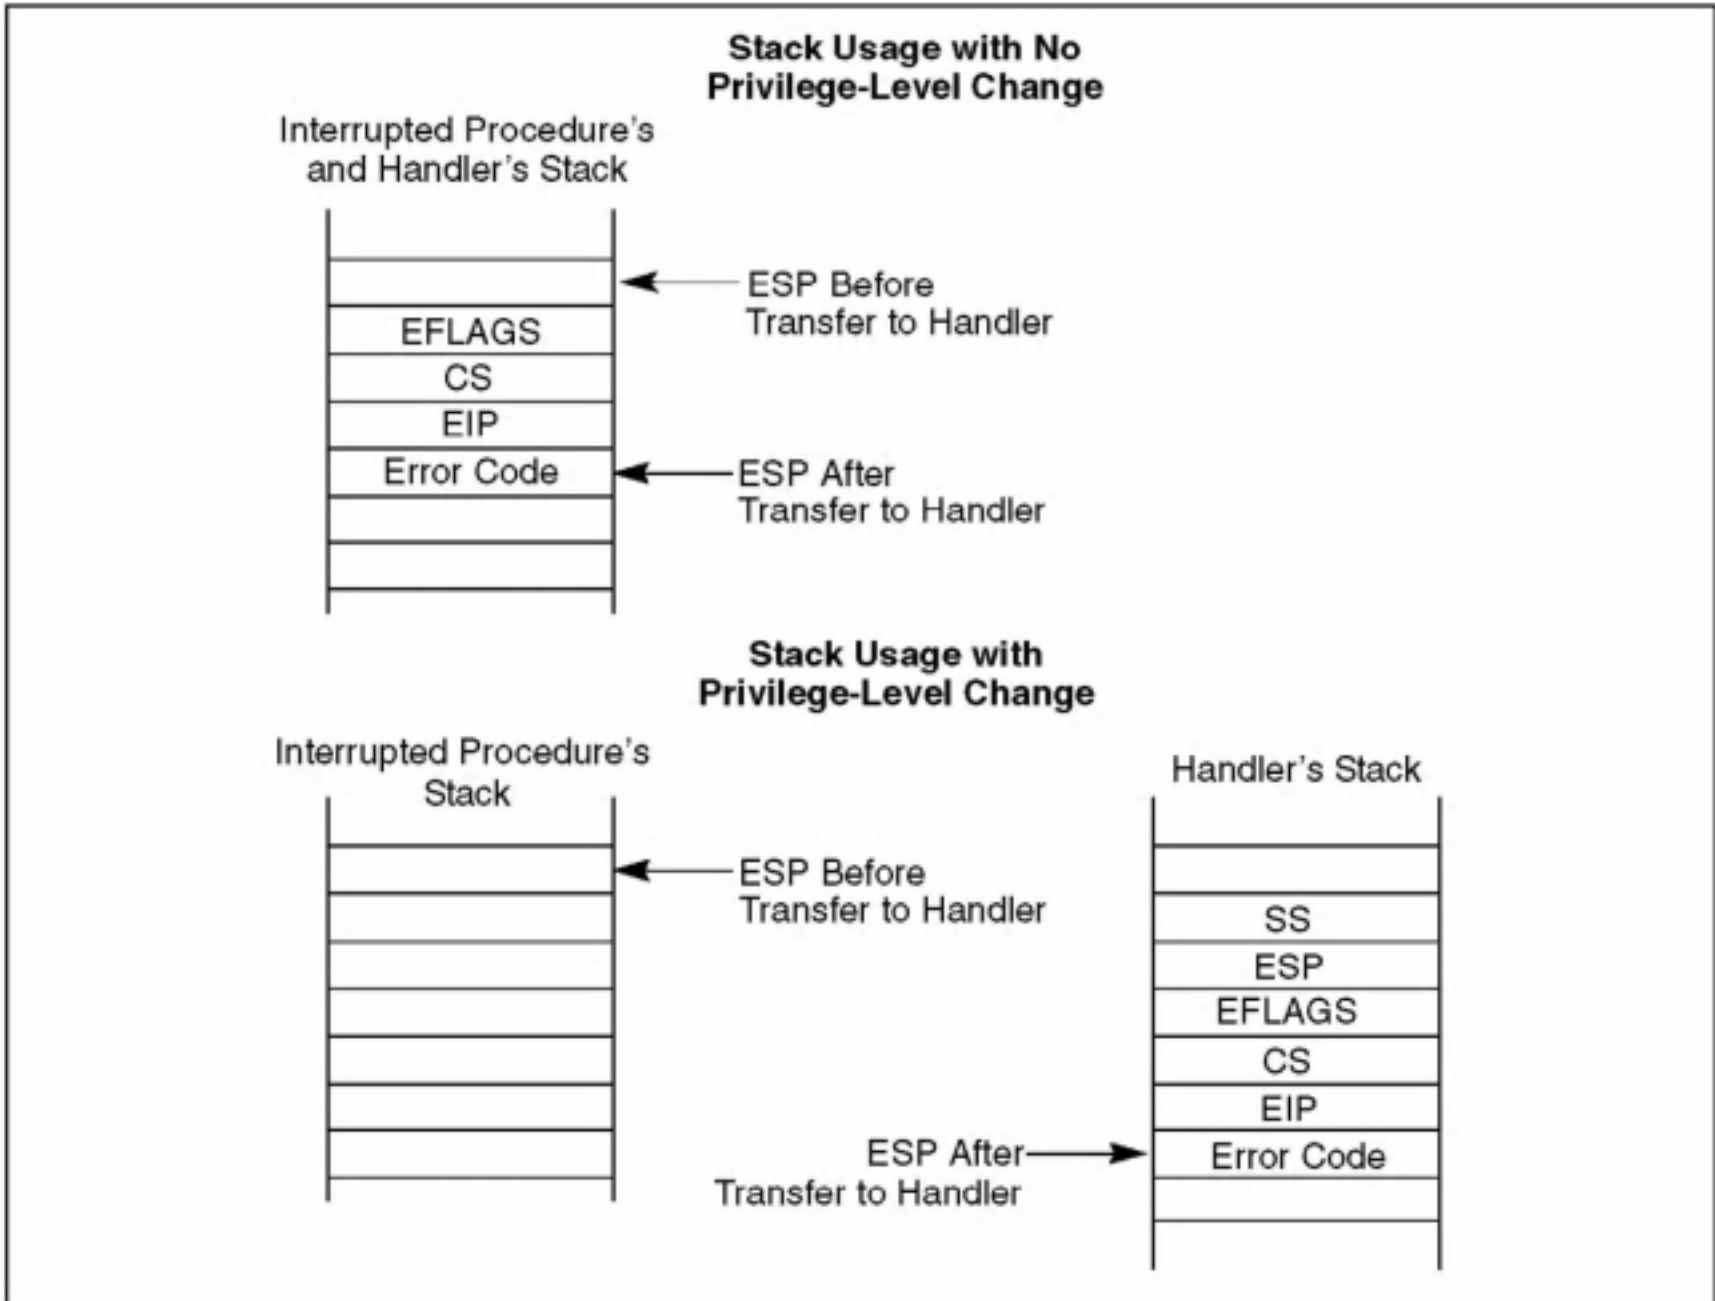 Stack Usage with No
Privilege-Level Change
Interrupted Procedure's
and Handler's Stack
ESP Before
Transfer to Handler
EFLAGS
CS
EIP
Error Code
ESP After
Transfer to Handler
Stack Usage with
Privilege-Level Change
Interrupted Procedure's
Stack
Handler's Stack
ESP Before
Transfer to Handler
SS
ESP
EFLAGS
CS
EIP
Error Code
ESP After
Transfer to Handler